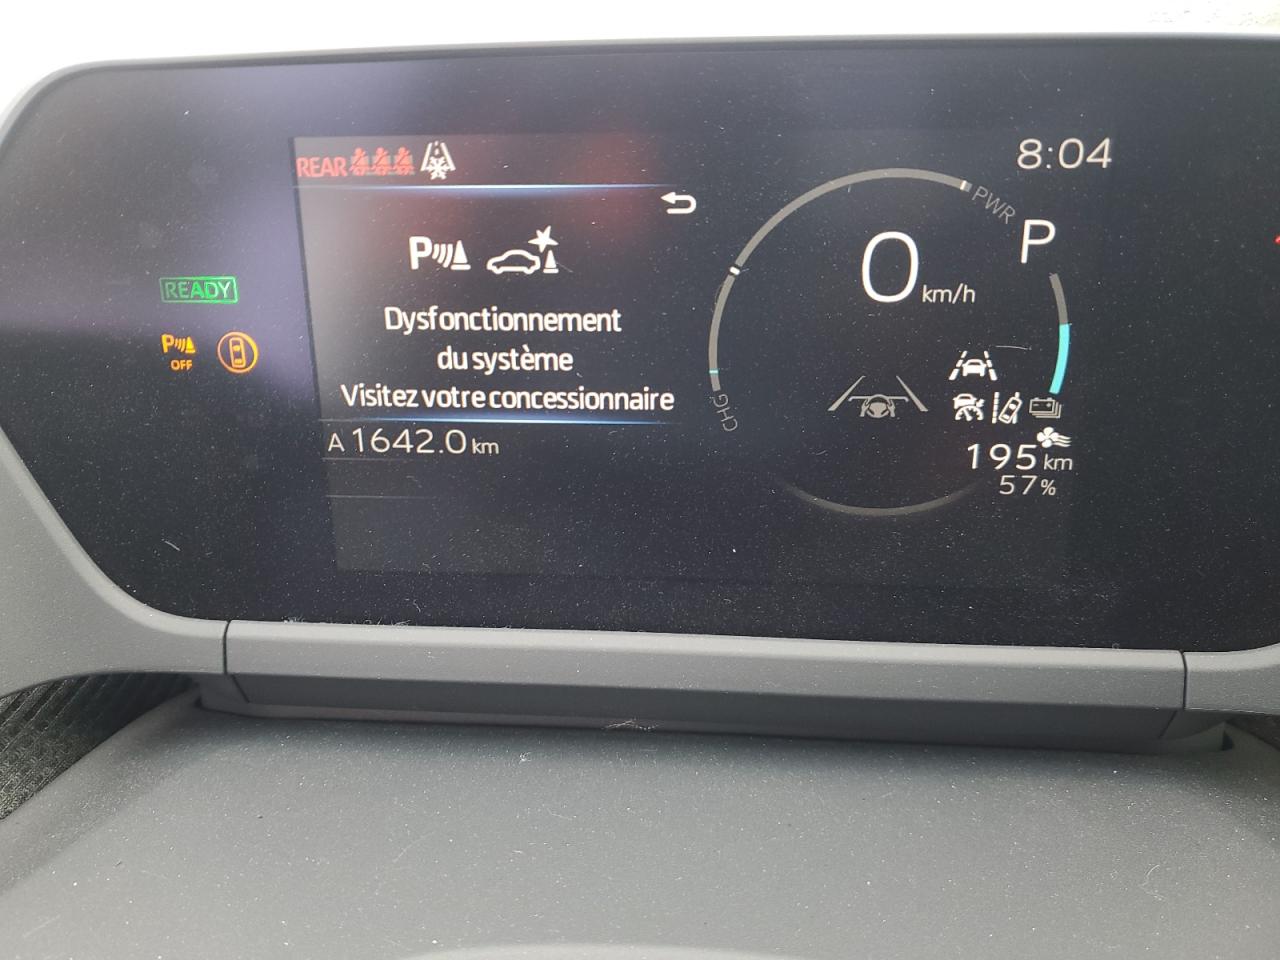 REAR
8:04
PWR
P
P
0 km/h
READY
Dysfonctionnement
P
OFF
du système
Visitez votre concessionnaire
CHG
A 1642.0 km
195 km
57%